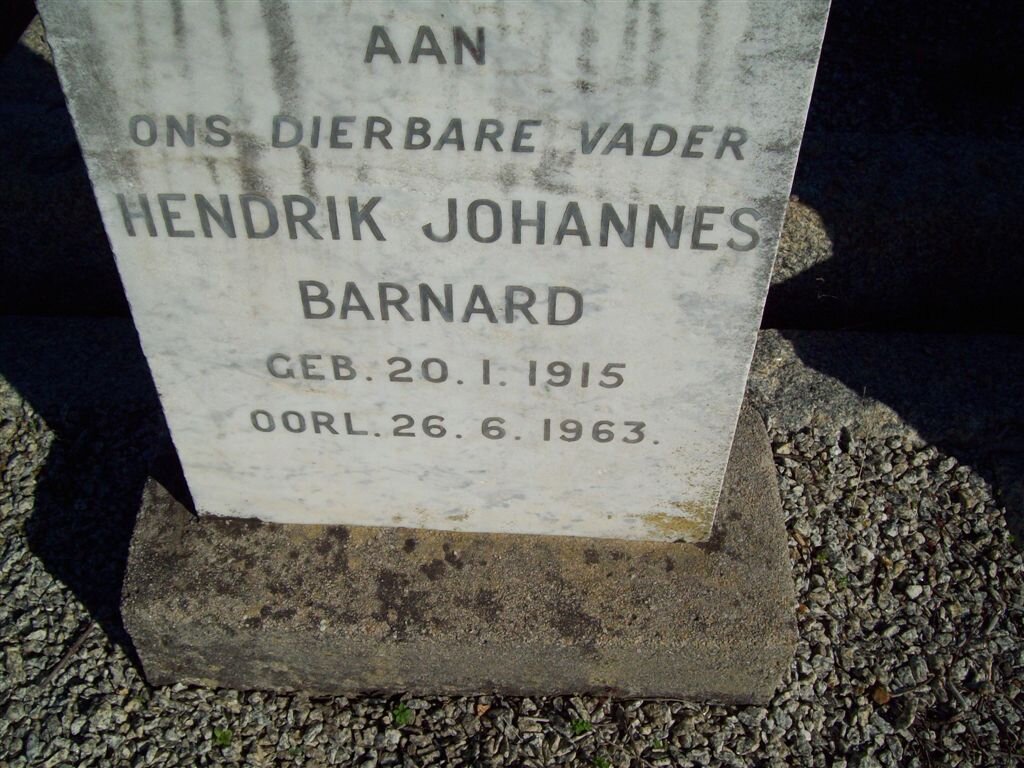 AAN
ONS DIERBARE VADER
HENDRIK JOHANNES
BARNARD
GEB. 20. 1. 1915
OORL. 26. 6. 1963.